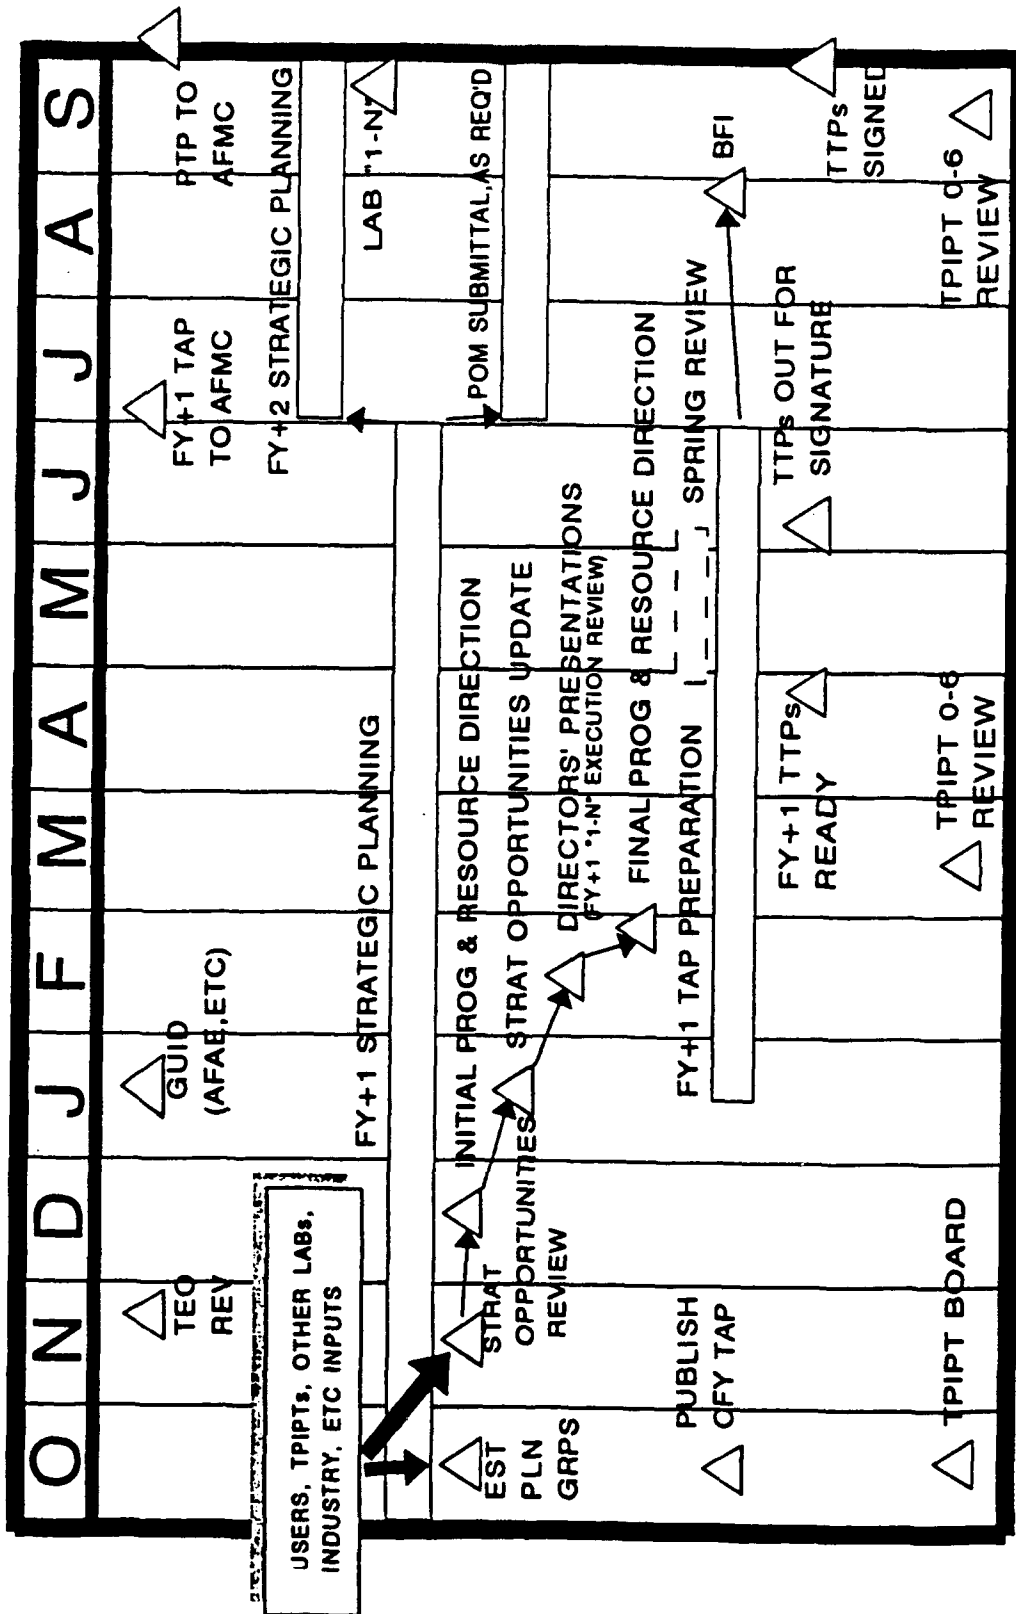 O N D J F M A M J J A S
TEO
REV
GUID
(AFAE,ETC)
FY+1 TAP
TO AFMC
PTP TO
AFMC
USERS, TPIPTs, OTHER LABs,
INDUSTRY, ETC INPUTS
FY+1 STRATEGIC PLANNING
FY+2 STRATEGIC PLANNING
LAB "1-N"
EST
PLN
GRPS
STRAT
OPPORTUNITIES
REVIEW
INITIAL PROG & RESOURCE DIRECTION
STRAT OPPORTUNITIES UPDATE
DIRECTORS' PRESENTATIONS
(FY+1 "1-N" EXECUTION REVIEW)
FINAL PROG & RESOURCE DIRECTION
POM SUBMITTAL,AS REQ'D
PUBLISH
CFY TAP
FY+1 TAP PREPARATION
SPRING REVIEW
BFI
FY+1 TTPs
READY
TTPs OUT FOR
SIGNATURE
TTPs
SIGNED
TPIPT BOARD
TPIPT 0-6
REVIEW
TPIPT 0-6
REVIEW